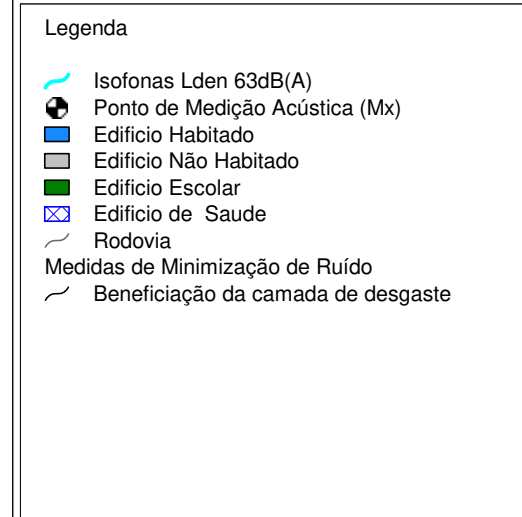 Legenda
Isofonas Lden 63dB(A)
Ponto de Medição Acústica (Mx)
Edificio Habitado
Edificio Não Habitado
Edificio Escolar
Edificio de Saude
Rodovia
Medidas de Minimização de Ruído
Beneficiação da camada de desgaste